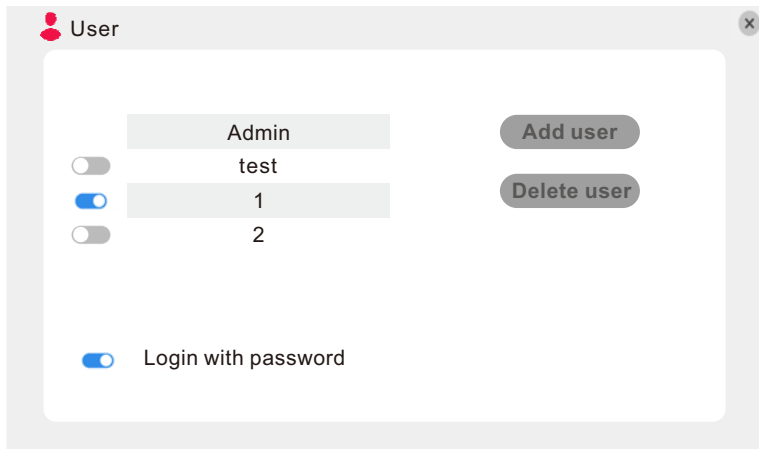 User
Admin
Add user
test
Delete user
1
2
Login with password